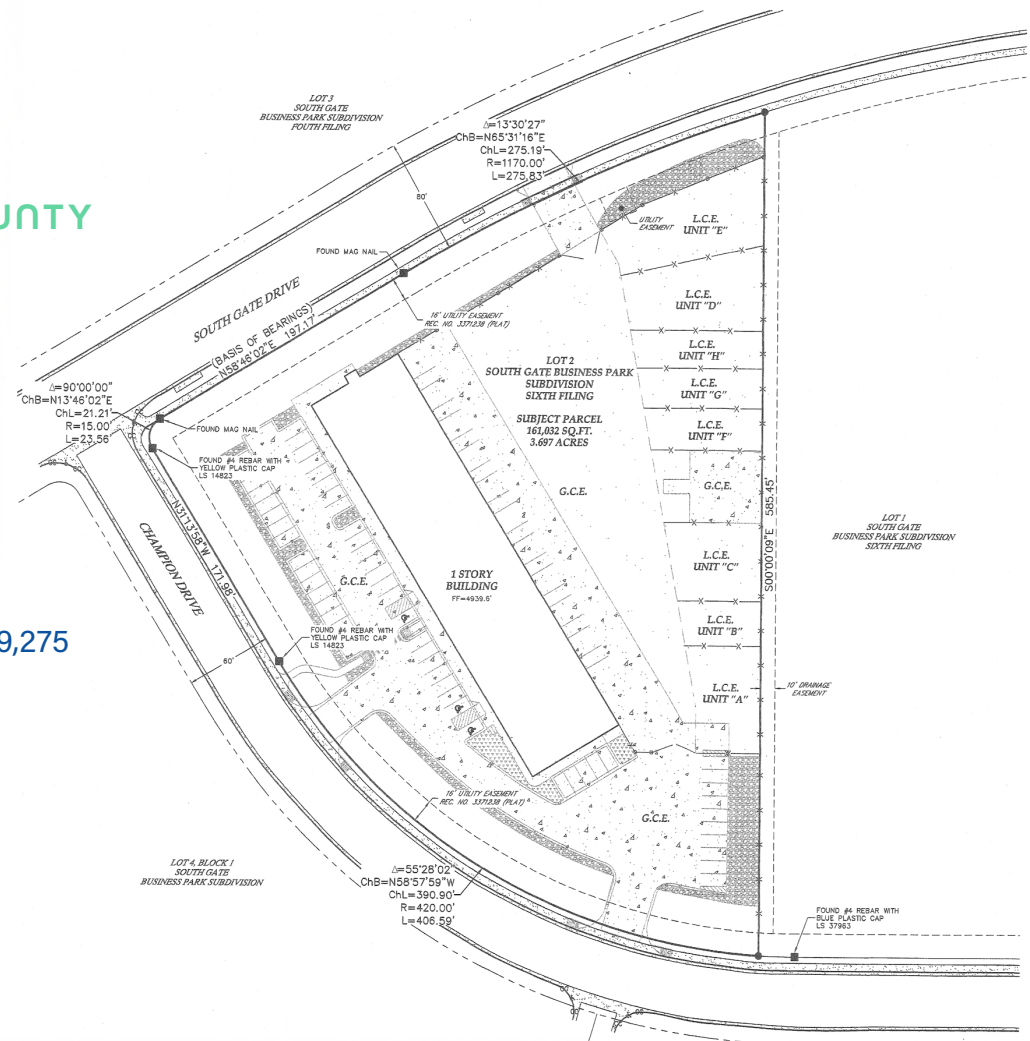 LOT 3
SOUTH GATE
BUSINESS PARK SUBDIVISION
FOUTH FILING
Δ=13°30'27"
ChB=N65°31'16"E
ChL=275.19'
R=1170.00'
L=275.83'
80'
UNTY
UTILITY
EASEMENT
L.C.E.
UNIT "E"
FOUND MAG NAIL
SOUTH GATE DRIVE
(BASIS OF BEARINGS)
N58°46'02"E 197.17'
16' UTILITY EASEMENT
REC. NO. 3371238 (PLAT)
L.C.E.
UNIT "D"
L.C.E.
UNIT "H"
L.C.E.
UNIT "G"
L.C.E.
UNIT "F"
LOT 2
SOUTH GATE BUSINESS PARK
SUBDIVISION
SIXTH FILING
SUBJECT PARCEL
161,032 SQ.FT.
3.697 ACRES
Δ=90°00'00"
ChB=N13°46'02"E
ChL=21.21'
R=15.00'
L=23.56'
FOUND MAG NAIL
FOUND #4 REBAR WITH
YELLOW PLASTIC CAP
LS 14823
G.C.E.
G.C.E.
S00°00'09"E 585.45'
LOT 1
SOUTH GATE
BUSINESS PARK SUBDIVISION
SIXTH FILING
N31°13'58"W 171.98'
CHAMPION DRIVE
G.C.E.
1 STORY
BUILDING
FF=4939.6'
L.C.E.
UNIT "C"
L.C.E.
UNIT "B"
9,275
FOUND #4 REBAR WITH
YELLOW PLASTIC CAP
LS 14823
60'
L.C.E.
UNIT "A"
10' DRAINAGE
EASEMENT
16' UTILITY EASEMENT
REC. NO. 3371238 (PLAT)
G.C.E.
LOT 4, BLOCK 1
SOUTH GATE
BUSINESS PARK SUBDIVISION
Δ=55°28'02"
ChB=N58°57'59"W
ChL=390.90'
R=420.00'
L=406.59'
FOUND #4 REBAR WITH
BLUE PLASTIC CAP
LS 37963